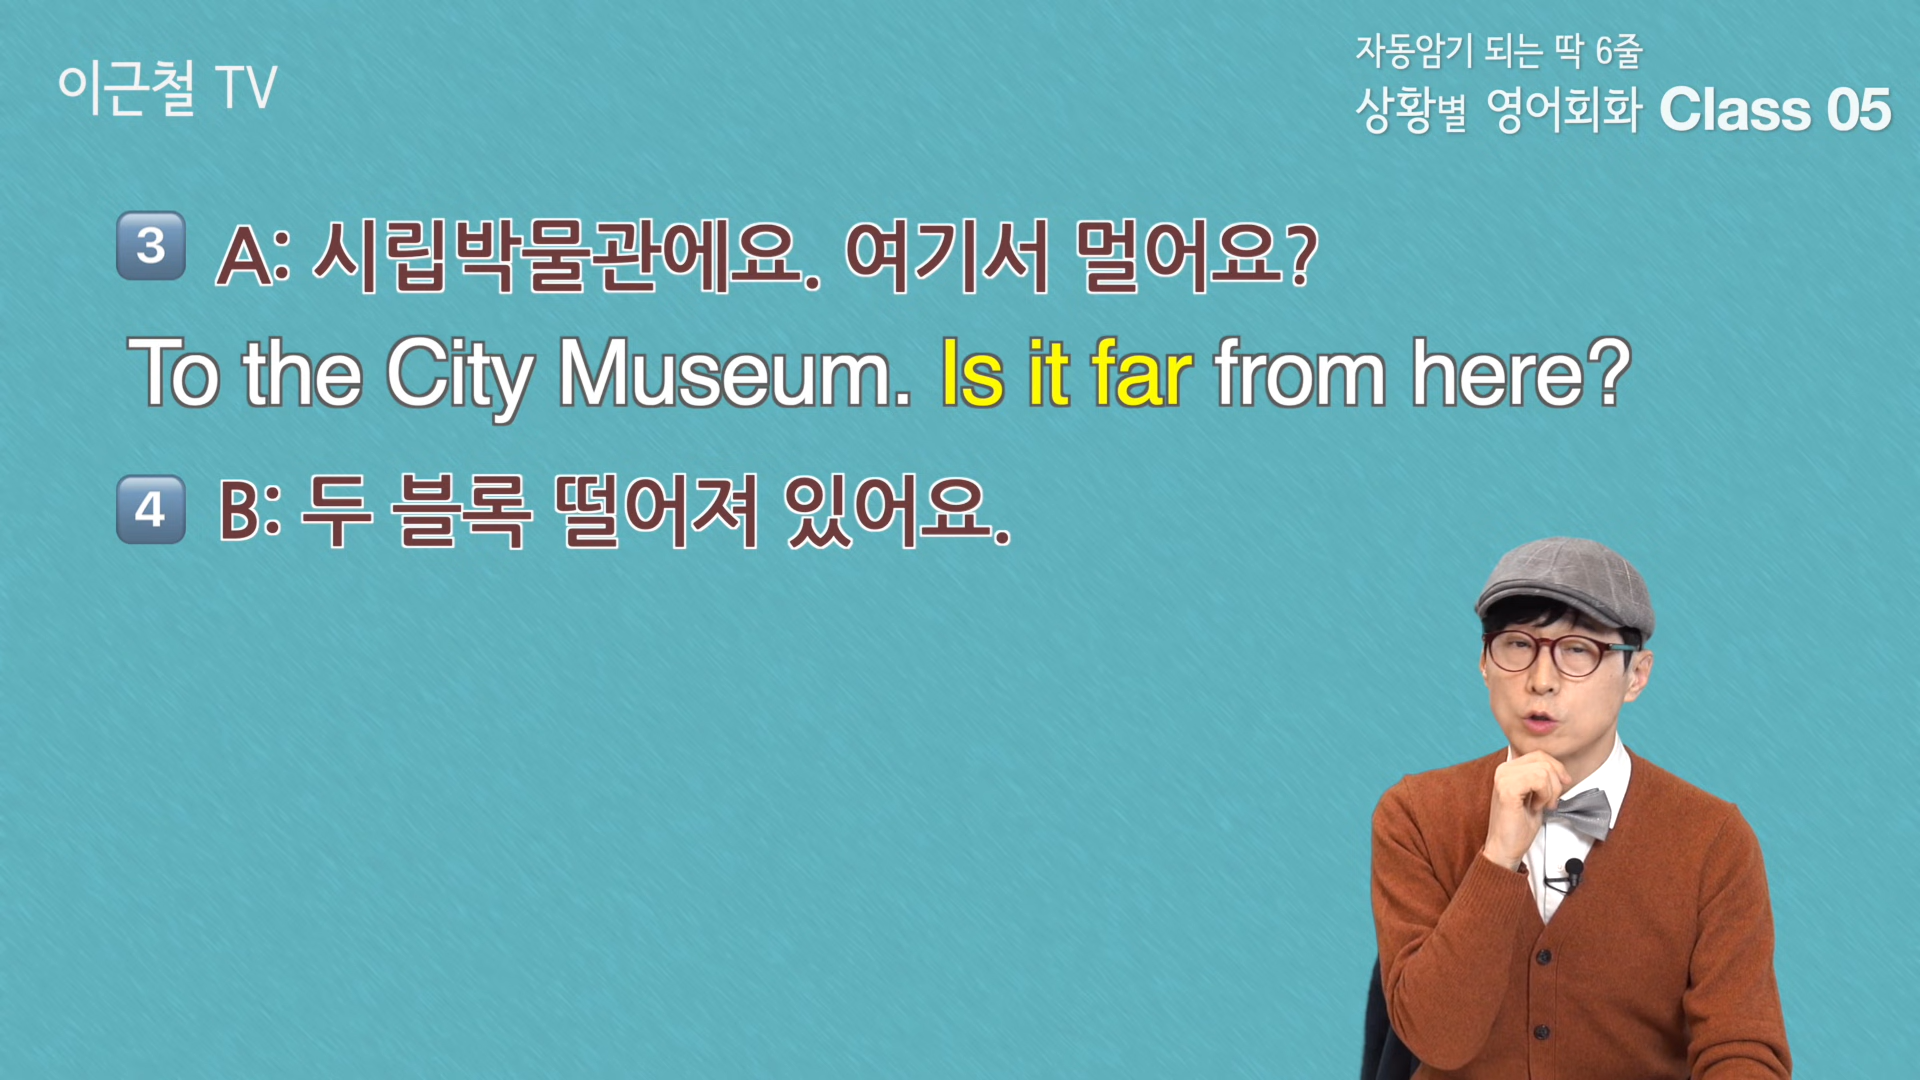 이근철 TV
자동암기 되는 딱 6줄
상황별 영어회화 Class 05
3 A: 시립박물관에요. 여기서 멀어요?
To the City Museum. Is it far from here?
4 B: 두 블록 떨어져 있어요.